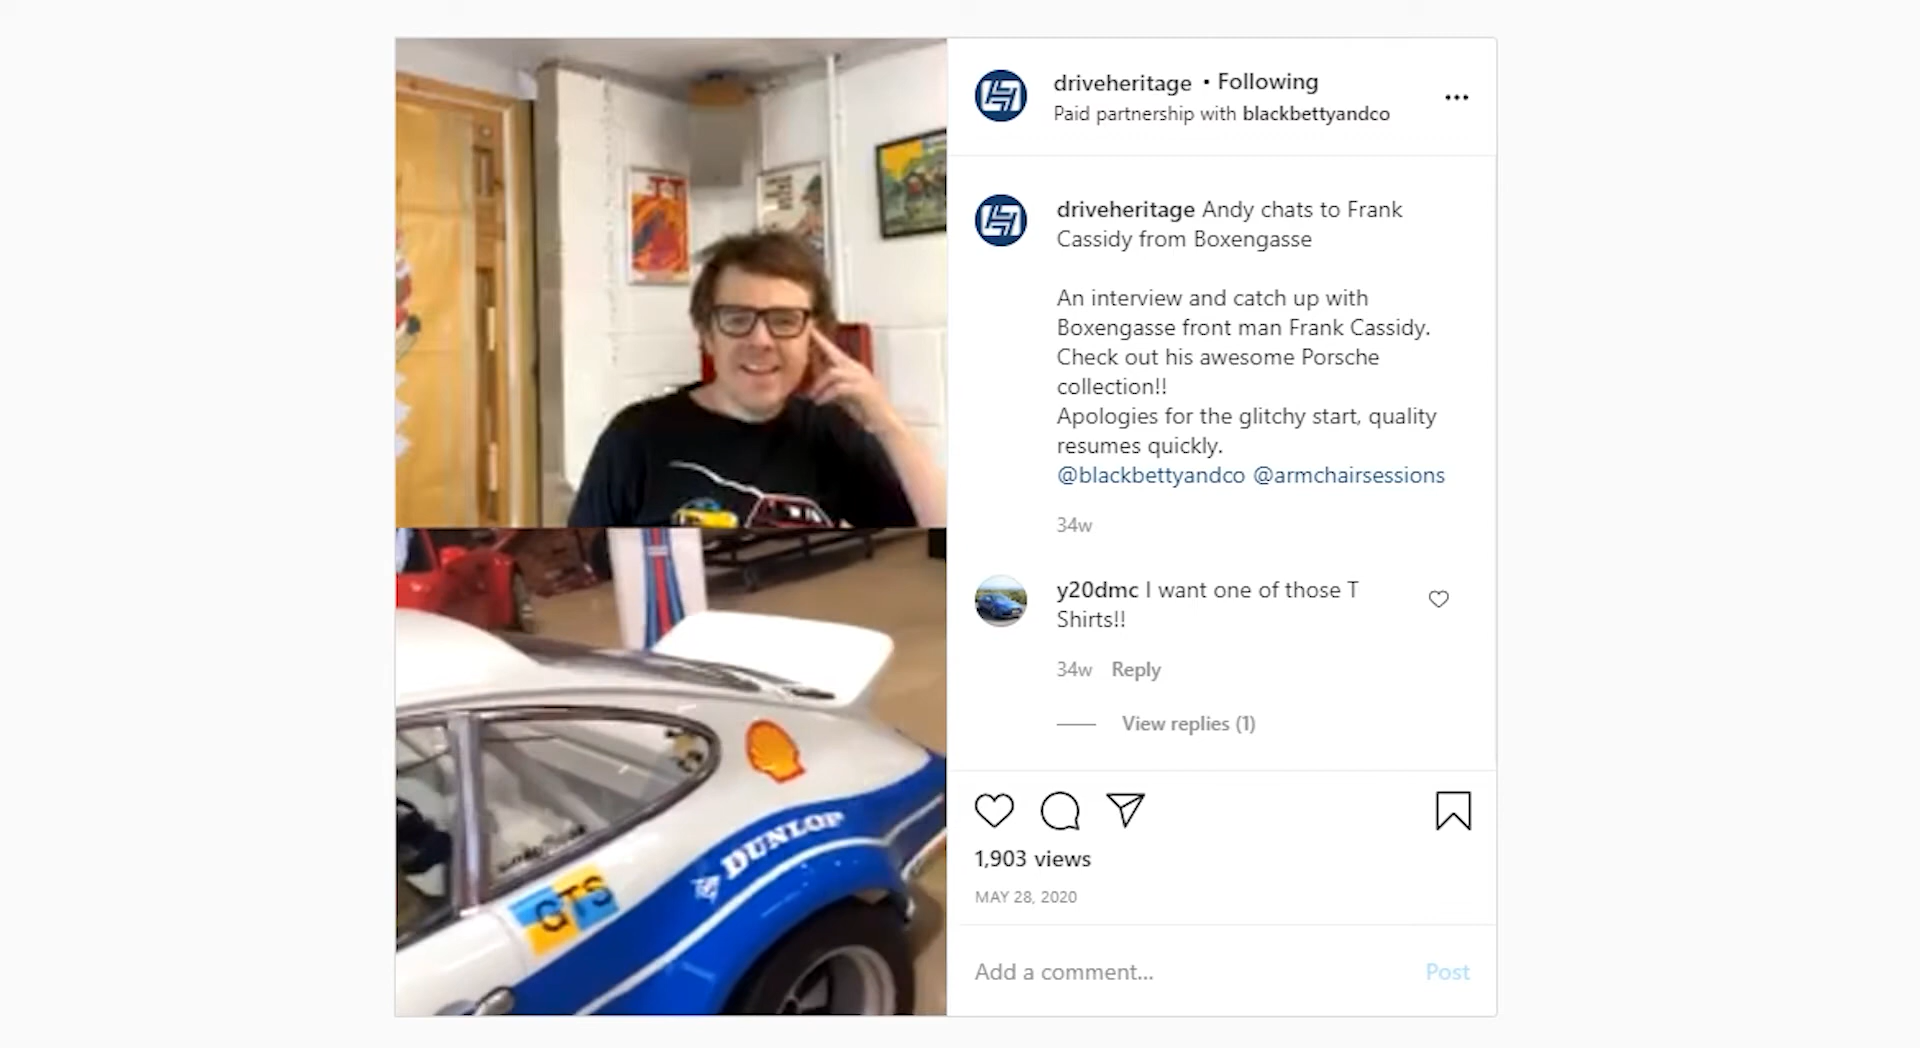 driveheritage • Following
Paid partnership with blackbettyandco
driveheritage Andy chats to Frank
Cassidy from Boxengasse
An interview and catch up with
Boxengasse front man Frank Cassidy.
Check out his awesome Porsche
collection!!
Apologies for the glitchy start, quality
resumes quickly.
@blackbettyandco @armchairsessions
34w
y20dmc I want one of those T
Shirts!!
34w Reply
View replies (1)
1,903 views
MAY 28, 2020
Add a comment... Post
DUNLOP
GTS